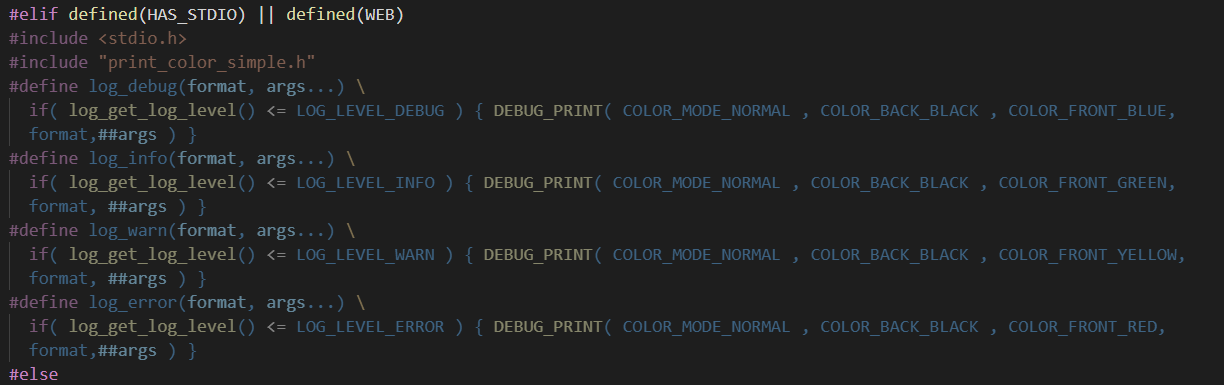 #elif defined(HAS_STDIO) || defined(WEB)
#include <stdio.h>
#include "print_color_simple.h"
#define log_debug(format, args...) \
if( log_get_log_level() <= LOG_LEVEL_DEBUG ) { DEBUG_PRINT( COLOR_MODE_NORMAL , COLOR_BACK_BLACK , COLOR_FRONT_BLUE,
format,##args ) }
#define log_info(format, args...) \
if( log_get_log_level() <= LOG_LEVEL_INFO ) { DEBUG_PRINT( COLOR_MODE_NORMAL , COLOR_BACK_BLACK , COLOR_FRONT_GREEN,
format, ##args ) }
#define log_warn(format, args...) \
if( log_get_log_level() <= LOG_LEVEL_WARN ) { DEBUG_PRINT( COLOR_MODE_NORMAL , COLOR_BACK_BLACK , COLOR_FRONT_YELLOW,
format, ##args ) }
#define log_error(format, args...) \
if( log_get_log_level() <= LOG_LEVEL_ERROR ) { DEBUG_PRINT( COLOR_MODE_NORMAL , COLOR_BACK_BLACK , COLOR_FRONT_RED,
format,##args ) }
#else